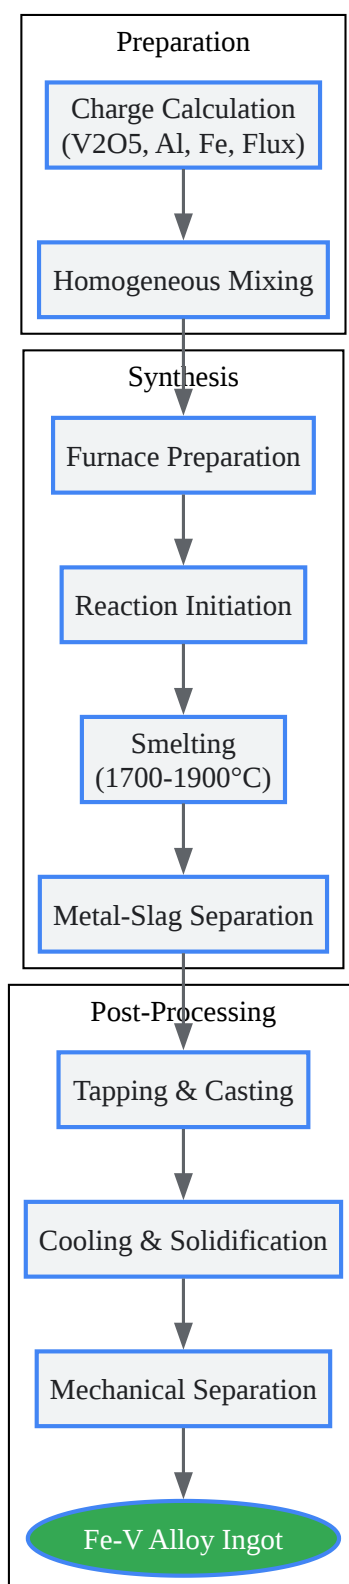 Preparation
Charge Calculation
(V2O5, Al, Fe, Flux)
Homogeneous Mixing
Synthesis
Furnace Preparation
Reaction Initiation
Smelting
(1700-1900°C)
Metal-Slag Separation
Post-Processing
Tapping & Casting
Cooling & Solidification
Mechanical Separation
Fe-V Alloy Ingot